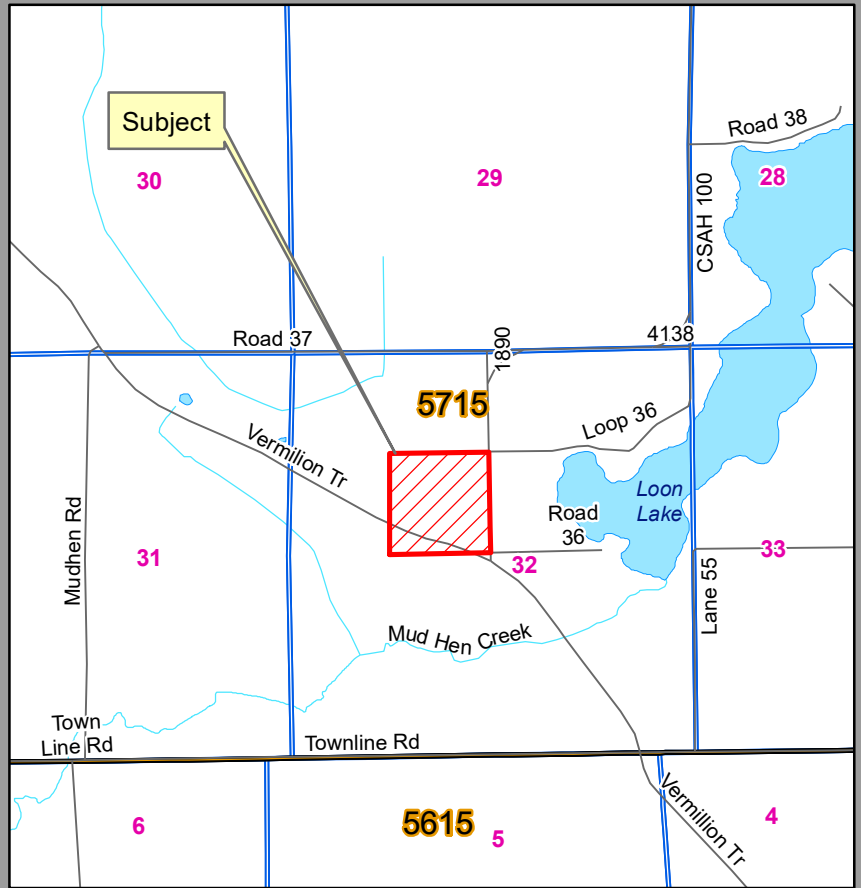 Road 38
Subject
30
29
28
CSAH 100
Road 37
1890
4138
5715
Loop 36
Vermilion Tr
Loon
Lake
Road
36
Mudhen Rd
31
32
33
Lane 55
Mud Hen Creek
Town
Line Rd
Townline Rd
6
5615
5
4
Vermillion Tr